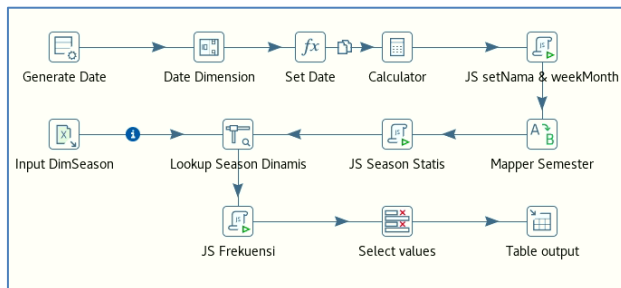 Generate Date
Date Dimension
Set Date
Calculator
JS setNama & weekMonth
Input DimSeason
Lookup Season Dinamis
JS Season Statis
Mapper Semester
JS Frekuensi
Select values
Table output